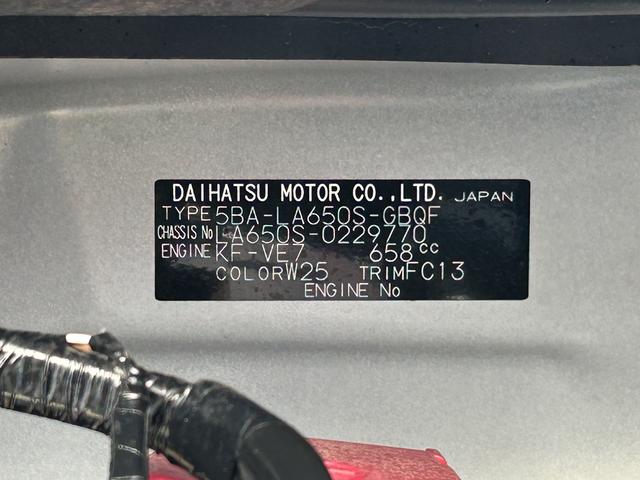 DAIHATSU MOTOR CO.,LTD. JAPAN
TYPE 5BA-LA650S-GBQF
CHASSIS No LA650S-0229770
ENGINE KF-VE7 658cc
COLOR W25 TRIM FC13
ENGINE No